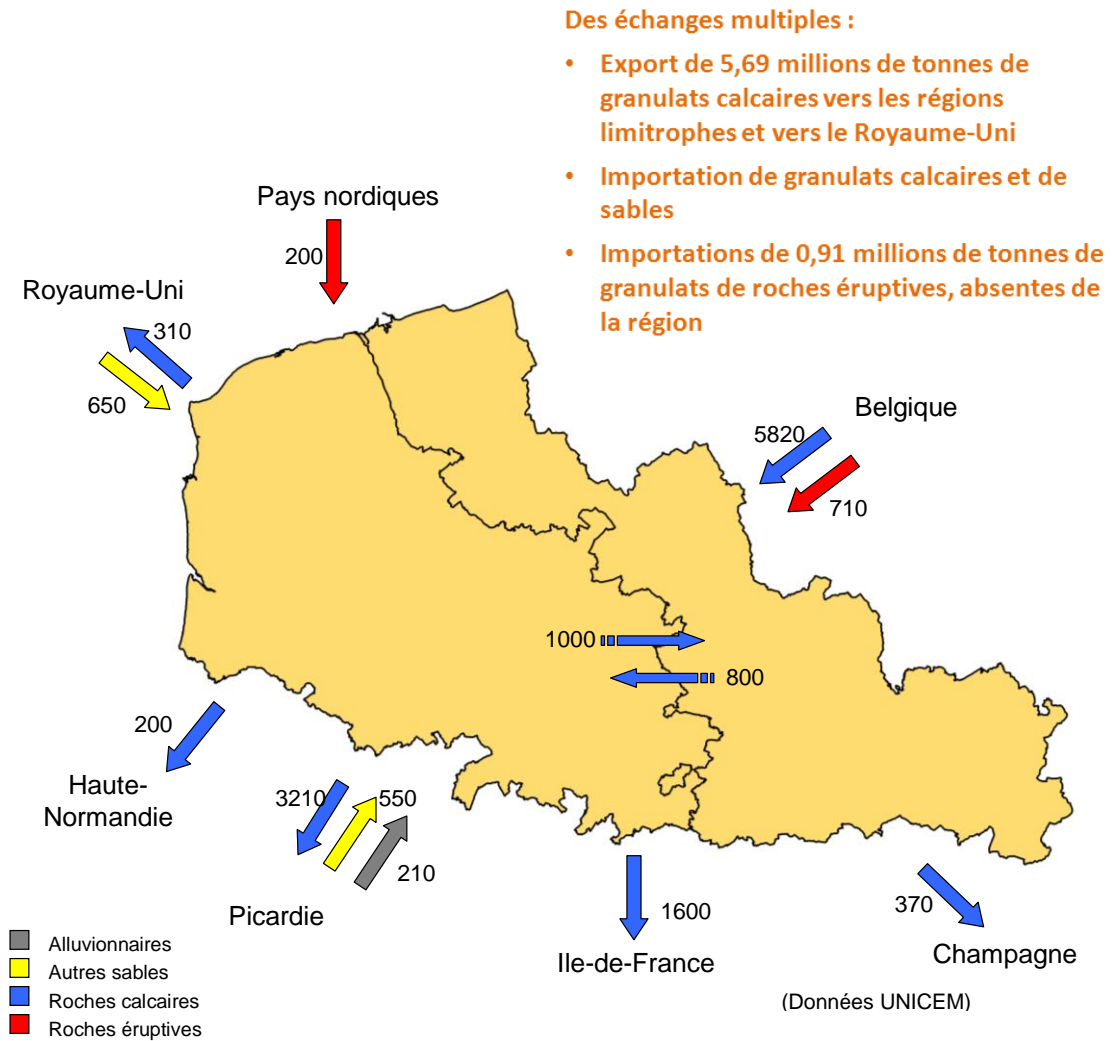 Des échanges multiples :
• Export de 5,69 millions de tonnes de
granulats calcaires vers les régions
limitrophes et vers le Royaume-Uni
• Importation de granulats calcaires et de
sables
• Importations de 0,91 millions de tonnes de
granulats de roches éruptives, absentes de
la région
Pays nordiques
200
Royaume-Uni
310
650
Belgique
5820
710
1000
800
200
Haute-
Normandie
3210
550
210
Picardie
1600
Ile-de-France
370
Champagne
(Données UNICEM)
Alluvionnaires
Autres sables
Roches calcaires
Roches éruptives